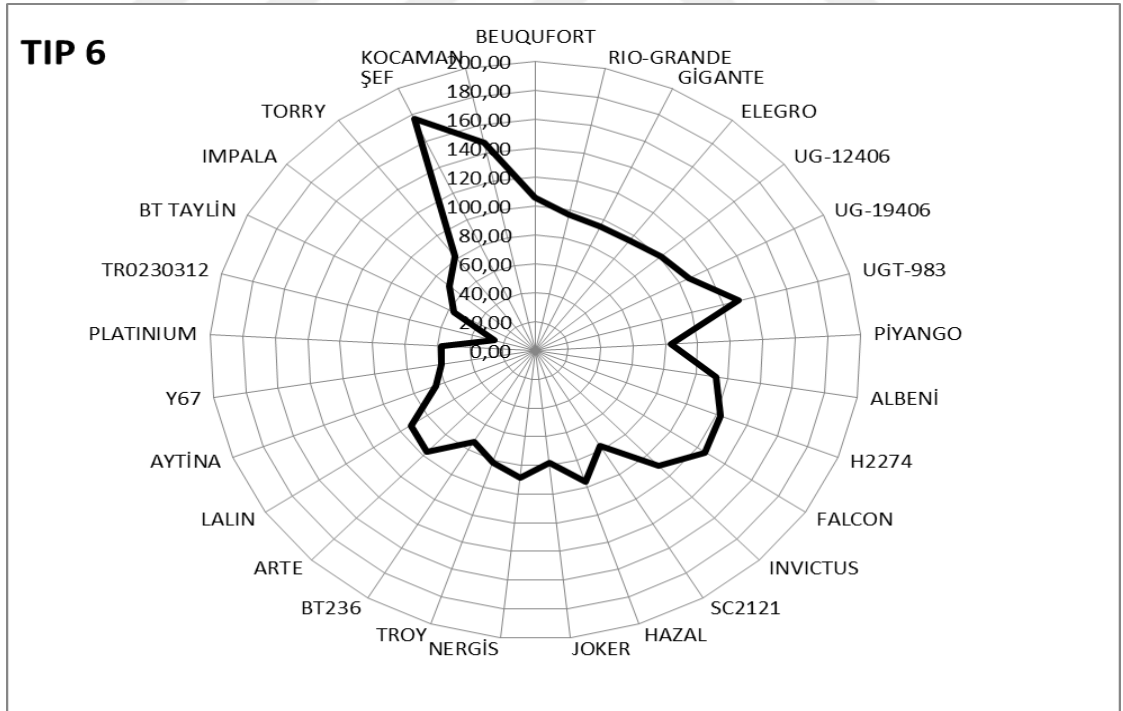 TIP 6
BEUQUFORT
RIO-GRANDE
GİGANTE
ELEGRO
UG-12406
UG-19406
UGT-983
PİYANGO
ALBENİ
H2274
FALCON
INVICTUS
SC2121
HAZAL
JOKER
NERGİS
TROY
BT236
ARTE
LALIN
AYTİNA
Y67
PLATINIUM
TR0230312
BT TAYLİN
IMPALA
TORRY
ŞEF
KOCAMAN
200,00
180,00
160,00
140,00
120,00
100,00
80,00
60,00
40,00
20,00
0,00